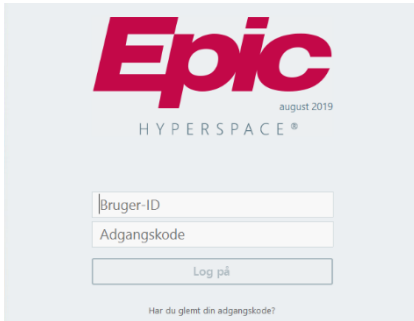 Epic
august 2019
HYPERSPACE®
Bruger-ID
Adgangskode
Log på
Har du glemt din adgangskode?